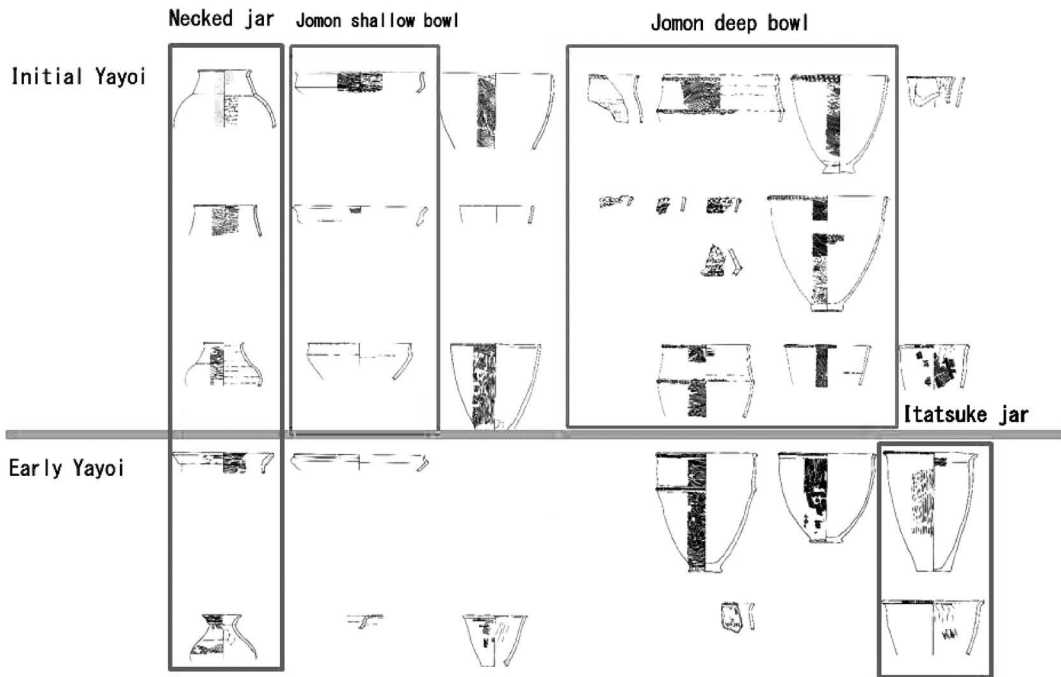 Necked jar
Jomon shallow bowl
Jomon deep bowl
Initial Yayoi
Itatsuke jar
Early Yayoi